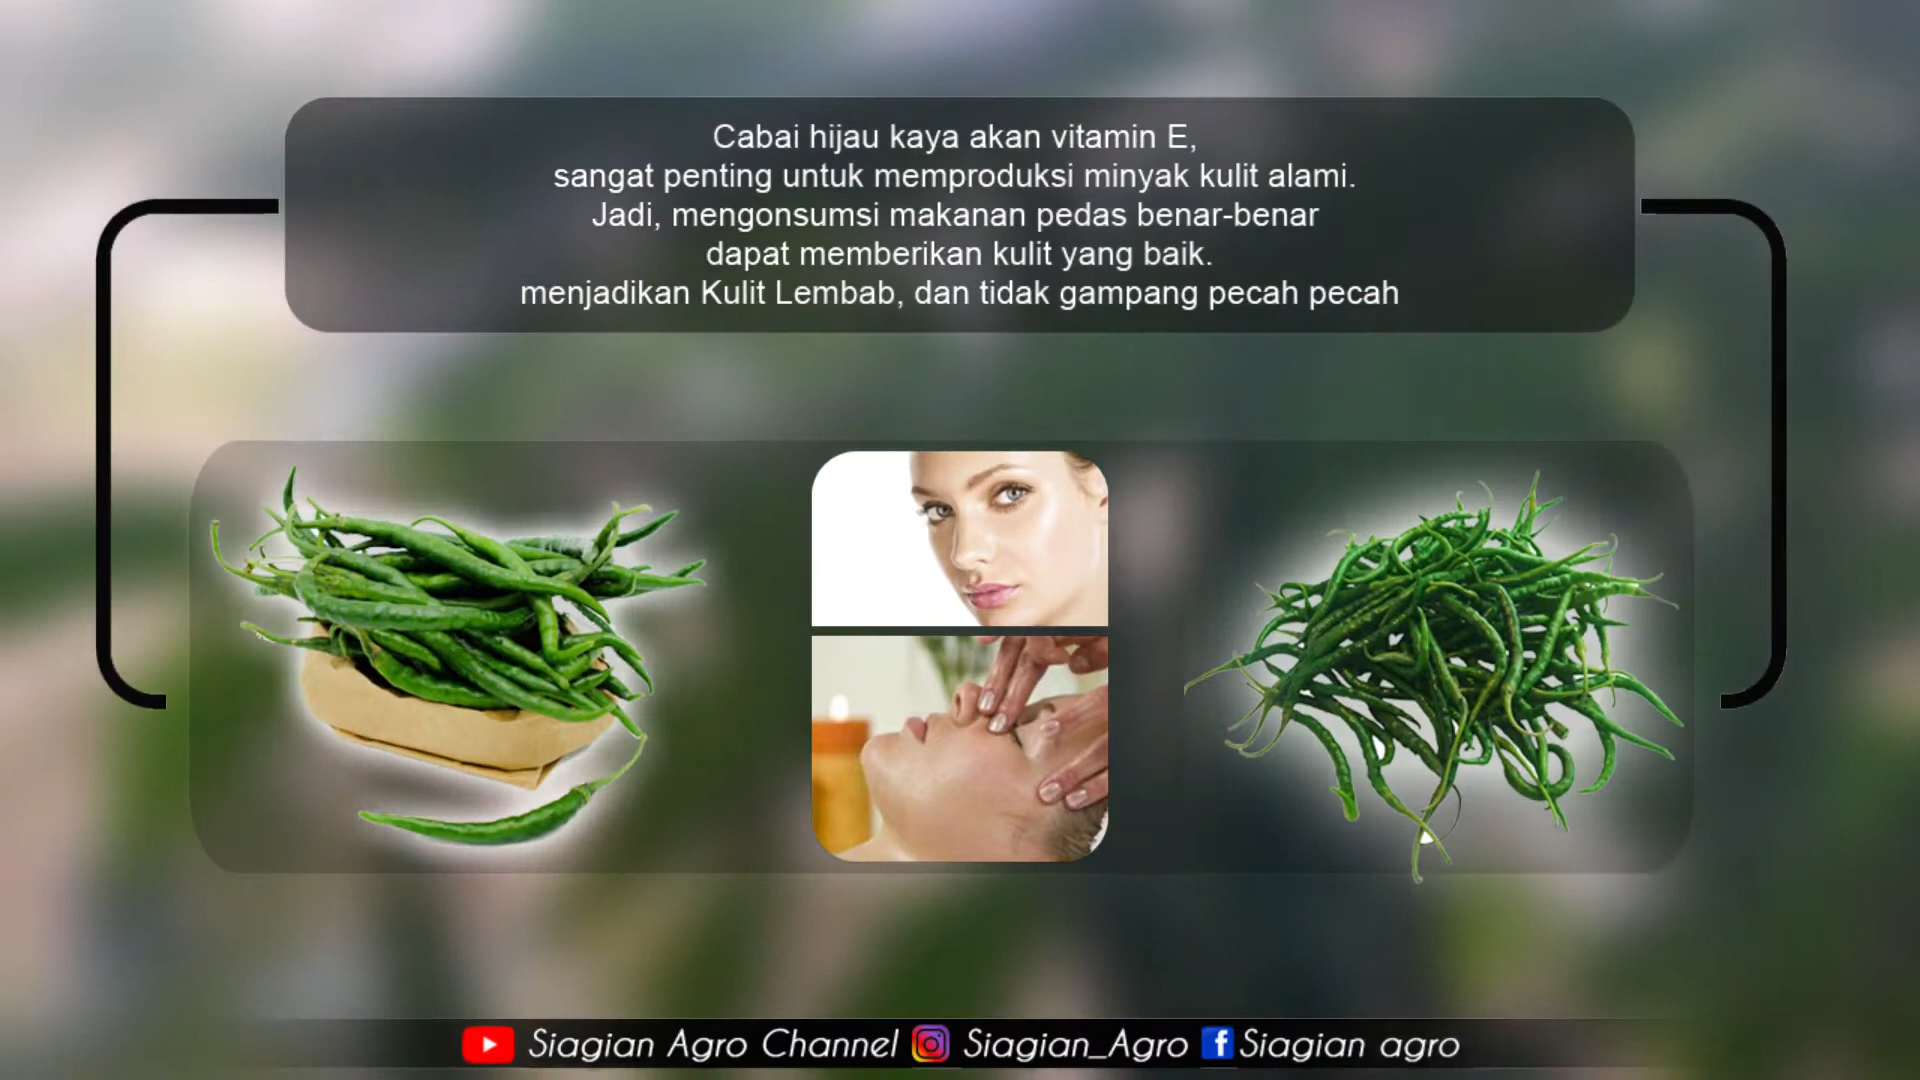 Cabai hijau kaya akan vitamin E,
sangat penting untuk memproduksi minyak kulit alami.
Jadi, mengonsumsi makanan pedas benar-benar
dapat memberikan kulit yang baik.
menjadikan Kulit Lembab, dan tidak gampang pecah pecah
Siagian Agro Channel Siagian_Agro Siagian agro